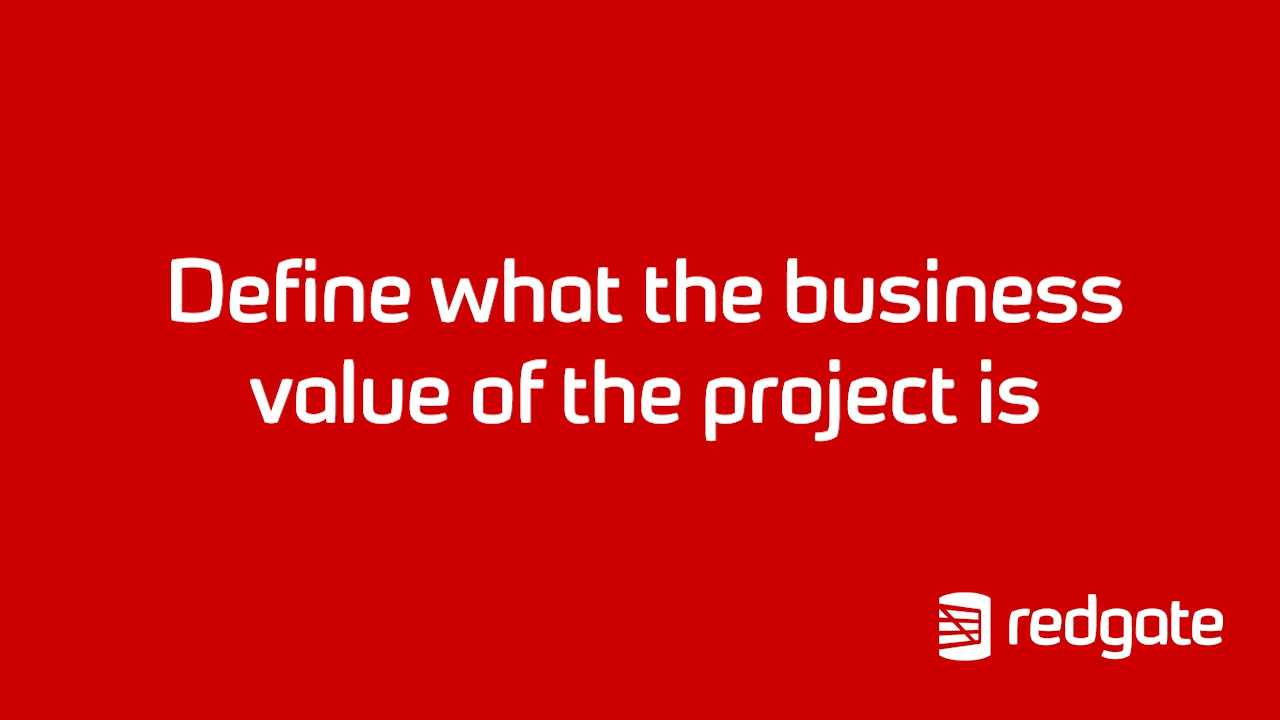 Define what the business
value of the project is
redgate